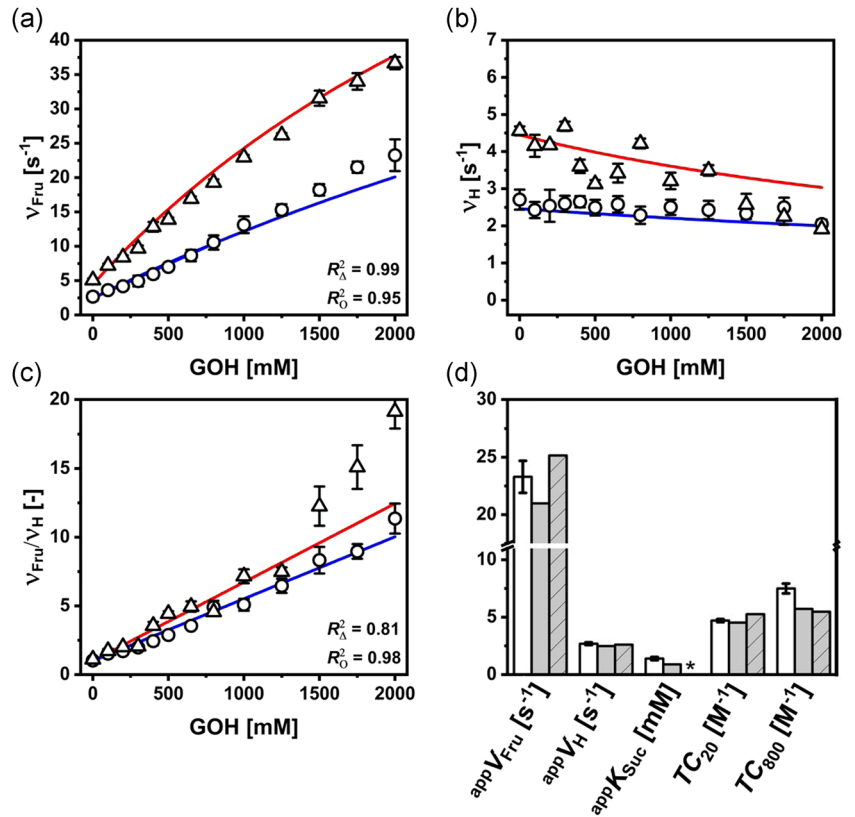 (a)
40
35
30
25
20
15
10
5
0
νFru [s⁻¹]
R²Δ = 0.99
R²O = 0.95
0 500 1000 1500 2000
GOH [mM]
(b)
7
6
5
4
3
2
1
0
νH [s⁻¹]
0 500 1000 1500 2000
GOH [mM]
(c)
20
15
10
5
0
νFru/νH [-]
R²Δ = 0.81
R²O = 0.98
0 500 1000 1500 2000
GOH [mM]
(d)
30
25
20
10
5
0
*
appVFru [s⁻¹]
appVH [s⁻¹]
appKSuc [mM]
TC20 [M⁻¹]
TC800 [M⁻¹]